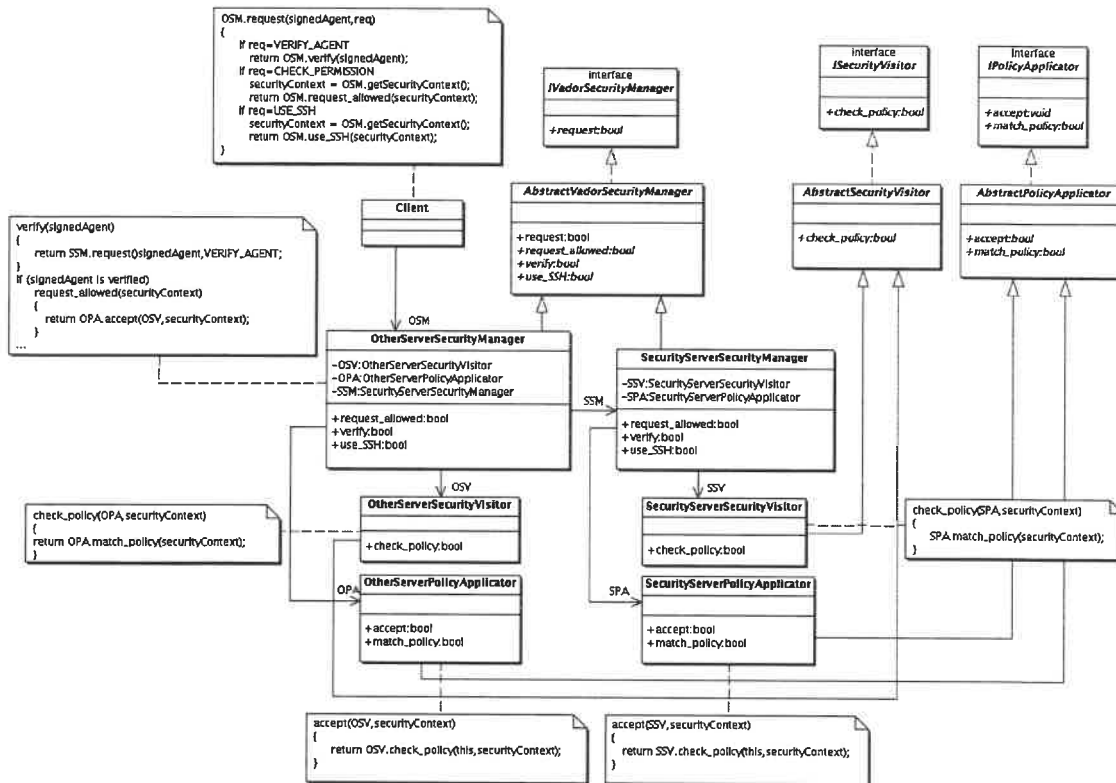 OSM.request(signedAgent,req)
{
if req=VERIFY_AGENT
return OSM.verify(signedAgent);
if req=CHECK_PERMISSION
securityContext = OSM.getSecurityContext();
return OSM.request_allowed(securityContext);
if req=USE_SSH
securityContext = OSM.getSecurityContext();
return OSM.use_SSH(securityContext);
}
interface
IVadorSecurityManager
+request:bool
interface
ISecurityVisitor
+check_policy:bool
interface
IPolicyApplicator
+accept:void
+match_policy:bool
Client
AbstractVadorSecurityManager
+request:bool
+request_allowed:bool
+verify:bool
+use_SSH:bool
AbstractSecurityVisitor
+check_policy:bool
AbstractPolicyApplicator
+accept:bool
+match_policy:bool
verify(signedAgent)
{
return SSM.request(signedAgent,VERIFY_AGENT;
}
if (signedAgent is verified)
request_allowed(securityContext)
{
return OPA.accept(OSV,securityContext);
}
...
OSM
OtherServerSecurityManager
-OSV:OtherServerSecurityVisitor
-OPA:OtherServerPolicyApplicator
-SSM:SecurityServerSecurityManager
+request_allowed:bool
+verify:bool
+use_SSH:bool
SSM
SecurityServerSecurityManager
-SSV:SecurityServerSecurityVisitor
-SPA:SecurityServerPolicyApplicator
+request_allowed:bool
+verify:bool
+use_SSH:bool
OSV
SSV
check_policy(OPA,securityContext)
{
return OPA.match_policy(securityContext);
}
OtherServerSecurityVisitor
+check_policy:bool
SecurityServerSecurityVisitor
+check_policy:bool
check_policy(SPA,securityContext)
{
SPA.match_policy(securityContext);
}
OPA
OtherServerPolicyApplicator
+accept:bool
+match_policy:bool
SPA
SecurityServerPolicyApplicator
+accept:bool
+match_policy:bool
accept(OSV,securityContext)
{
return OSV.check_policy(this,securityContext);
}
accept(SSV,securityContext)
{
return SSV.check_policy(this,securityContext);
}